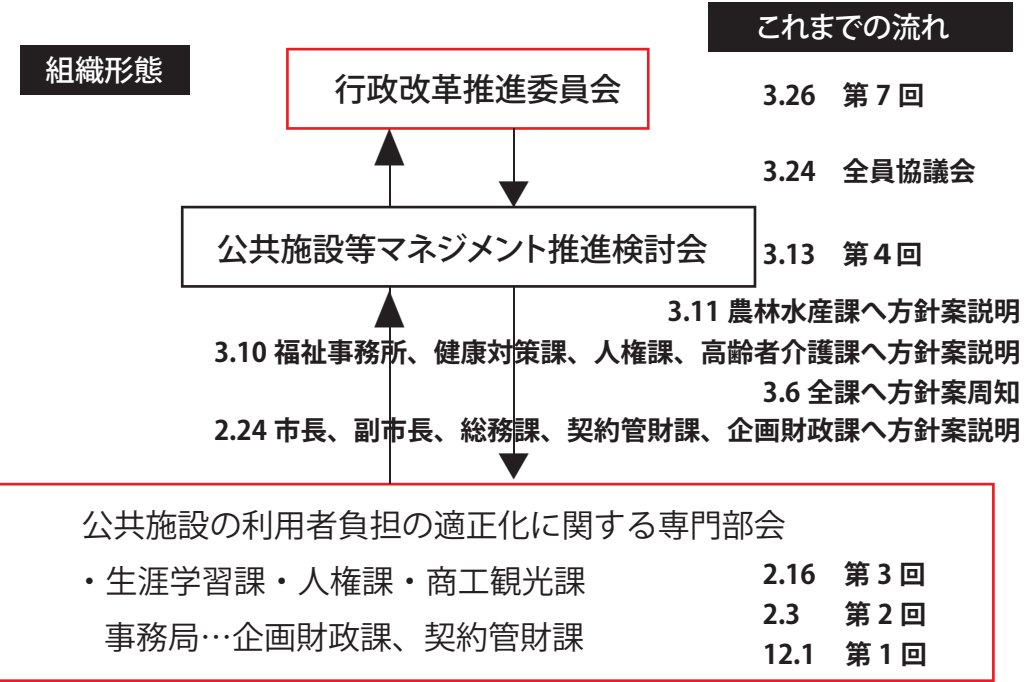 これまでの流れ
組織形態
行政改革推進委員会
3.26 第 7 回
3.24 全員協議会
公共施設等マネジメント推進検討会
3.13 第 4 回
3.11 農林水産課へ方針案説明
3.10 福祉事務所、健康対策課、人権課、高齢者介護課へ方針案説明
3.6 全課へ方針案周知
2.24 市長、副市長、総務課、契約管財課、企画財政課へ方針案説明
公共施設の利用者負担の適正化に関する専門部会
・生涯学習課・人権課・商工観光課
2.16 第 3 回
2.3 第 2 回
事務局…企画財政課、契約管財課
12.1 第 1 回